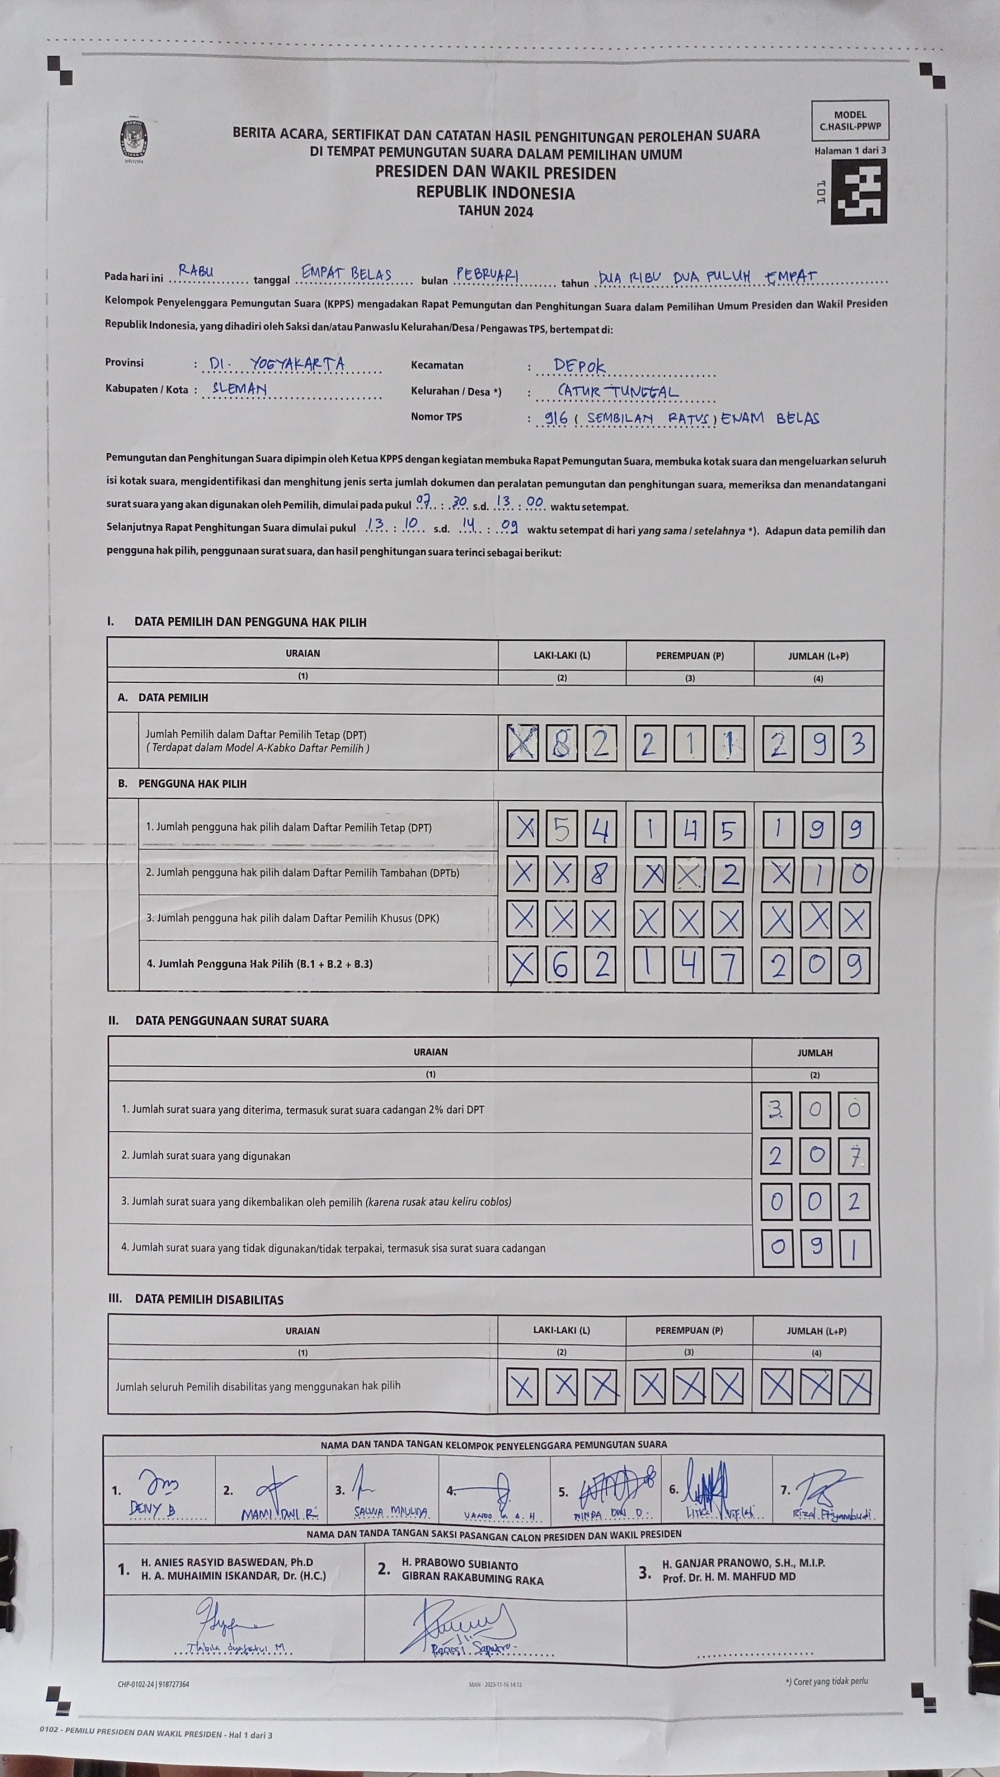 MODEL
C.HASIL-PPWP
Halaman 1 dari 3
101
BERITA ACARA, SERTIFIKAT DAN CATATAN HASIL PENGHITUNGAN PEROLEHAN SUARA
DI TEMPAT PEMUNGUTAN SUARA DALAM PEMILIHAN UMUM
PRESIDEN DAN WAKIL PRESIDEN
REPUBLIK INDONESIA
TAHUN 2024
Pada hari ini RABU tanggal EMPAT BELAS bulan PEBRUARI tahun DUA RIBU DUA PULUH EMPAT
Kelompok Penyelenggara Pemungutan Suara (KPPS) mengadakan Rapat Pemungutan dan Penghitungan Suara dalam Pemilihan Umum Presiden dan Wakil Presiden
Republik Indonesia, yang dihadiri oleh Saksi dan/atau Panwaslu Kelurahan/Desa / Pengawas TPS, bertempat di:
Provinsi : DI. YOGYAKARTA Kecamatan : DEPOK
Kabupaten / Kota : SLEMAN Kelurahan / Desa *) : CATUR TUNGGAL
Nomor TPS : 916 ( SEMBILAN RATUS) ENAM BELAS
Pemungutan dan Penghitungan Suara dipimpin oleh Ketua KPPS dengan kegiatan membuka Rapat Pemungutan Suara, membuka kotak suara dan mengeluarkan seluruh
isi kotak suara, mengidentifikasi dan menghitung jenis serta jumlah dokumen dan peralatan pemungutan dan penghitungan suara, memeriksa dan menandatangani
surat suara yang akan digunakan oleh Pemilih, dimulai pada pukul 07 : 30 s.d. 13 : 00 waktu setempat.
Selanjutnya Rapat Penghitungan Suara dimulai pukul 13 : 10 s.d. 14 : 09 waktu setempat di hari yang sama / setelahnya *). Adapun data pemilih dan
pengguna hak pilih, penggunaan surat suara, dan hasil penghitungan suara terinci sebagai berikut:
I. DATA PEMILIH DAN PENGGUNA HAK PILIH
URAIAN LAKI-LAKI (L) PEREMPUAN (P) JUMLAH (L+P)
(1) (2) (3) (4)
A. DATA PEMILIH
Jumlah Pemilih dalam Daftar Pemilih Tetap (DPT) X 8 2 2 1 1 2 9 3
( Terdapat dalam Model A-Kabko Daftar Pemilih )
B. PENGGUNA HAK PILIH
1. Jumlah pengguna hak pilih dalam Daftar Pemilih Tetap (DPT) X 5 4 1 4 5 1 9 9
2. Jumlah pengguna hak pilih dalam Daftar Pemilih Tambahan (DPTb) X X 8 X X 2 X 1 0
3. Jumlah pengguna hak pilih dalam Daftar Pemilih Khusus (DPK) X X X X X X X X X
4. Jumlah Pengguna Hak Pilih (B.1 + B.2 + B.3) X 6 2 1 4 7 2 0 9
II. DATA PENGGUNAAN SURAT SUARA
URAIAN JUMLAH
(1) (2)
1. Jumlah surat suara yang diterima, termasuk surat suara cadangan 2% dari DPT 3 0 0
2. Jumlah surat suara yang digunakan 2 0 7
3. Jumlah surat suara yang dikembalikan oleh pemilih (karena rusak atau keliru coblos) 0 0 2
4. Jumlah surat suara yang tidak digunakan/tidak terpakai, termasuk sisa surat suara cadangan 0 9 1
III. DATA PEMILIH DISABILITAS
URAIAN LAKI-LAKI (L) PEREMPUAN (P) JUMLAH (L+P)
(1) (2) (3) (4)
Jumlah seluruh Pemilih disabilitas yang menggunakan hak pilih X X X X X X X X X
NAMA DAN TANDA TANGAN KELOMPOK PENYELENGGARA PEMUNGUTAN SUARA
1. 2. 3. 4. 5. 6. 7.
DENY B MAMI DWI R SALWA MAULIDA VANDO A. H DWI D.
NAMA DAN TANDA TANGAN SAKSI PASANGAN CALON PRESIDEN DAN WAKIL PRESIDEN
1. H. ANIES RASYID BASWEDAN, Ph.D
H. A. MUHAIMIN ISKANDAR, Dr. (H.C.)
2. H. PRABOWO SUBIANTO
GIBRAN RAKABUMING RAKA
3. H. GANJAR PRANOWO, S.H., M.I.P.
Prof. Dr. H. M. MAHFUD MD
CHP-0102-24 | 918727364
MAN - 2023-11-16 14:12
*) Coret yang tidak perlu
0102 - PEMILU PRESIDEN DAN WAKIL PRESIDEN - Hal 1 dari 3